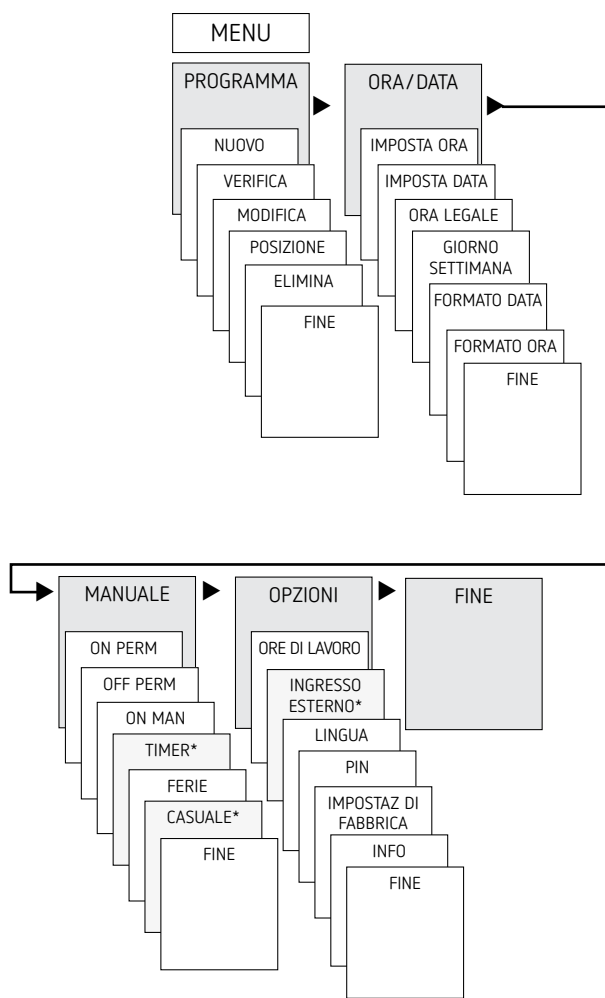 MENU
PROGRAMMA
NUOVO
VERIFICA
MODIFICA
POSIZIONE
ELIMINA
FINE
ORA/DATA
IMPOSTA ORA
IMPOSTA DATA
ORA LEGALE
GIORNO
SETTIMANA
FORMATO DATA
FORMATO ORA
FINE
MANUALE
ON PERM
OFF PERM
ON MAN
TIMER*
FERIE
CASUALE*
FINE
OPZIONI
ORE DI LAVORO
INGRESSO
ESTERNO*
LINGUA
PIN
IMPOSTAZ DI
FABBRICA
INFO
FINE
FINE